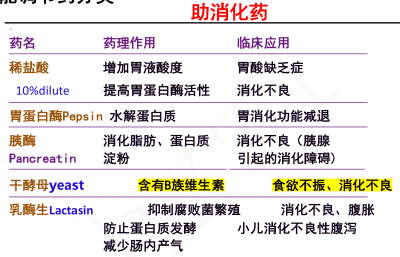 助消化药
药名 药理作用 临床应用
稀盐酸 增加胃液酸度 胃酸缺乏症
10%dilute 提高胃蛋白酶活性 消化不良
胃蛋白酶Pepsin 水解蛋白质 胃消化功能减退
胰酶 消化脂肪、蛋白质 消化不良（胰腺
Pancreatin 淀粉 引起的消化障碍)
干酵母yeast 含有B族维生素 食欲不振、消化不良
乳酶生Lactasin 抑制腐败菌繁殖 消化不良、腹胀
防止蛋白质发酵 小儿消化不良性腹泻
减少肠内产气